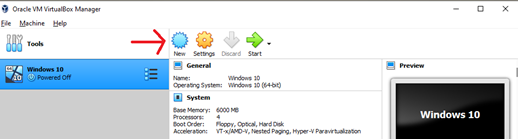 Oracle VM VirtualBox Manager
File Machine Help
Tools
New Settings Discard Start
Windows 10
Powered Off
General
Name: Windows 10
Operating System: Windows 10 (64-bit)
System
Base Memory: 6000 MB
Processors: 4
Boot Order: Floppy, Optical, Hard Disk
Acceleration: VT-x/AMD-V, Nested Paging, Hyper-V Paravirtualization
Preview
Windows 10